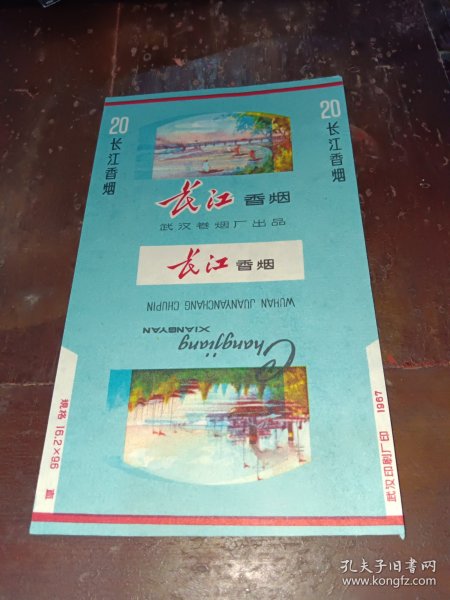 20
长江香烟
20
长江香烟
长江 香烟
武汉卷烟厂出品
长江 香烟
WUHAN JUANYANCHANG CHUPIN
Changjiang
XIANGYAN
规格 16.2×96
武汉印刷厂印 1967
孔夫子旧书网
www.kongfz.com